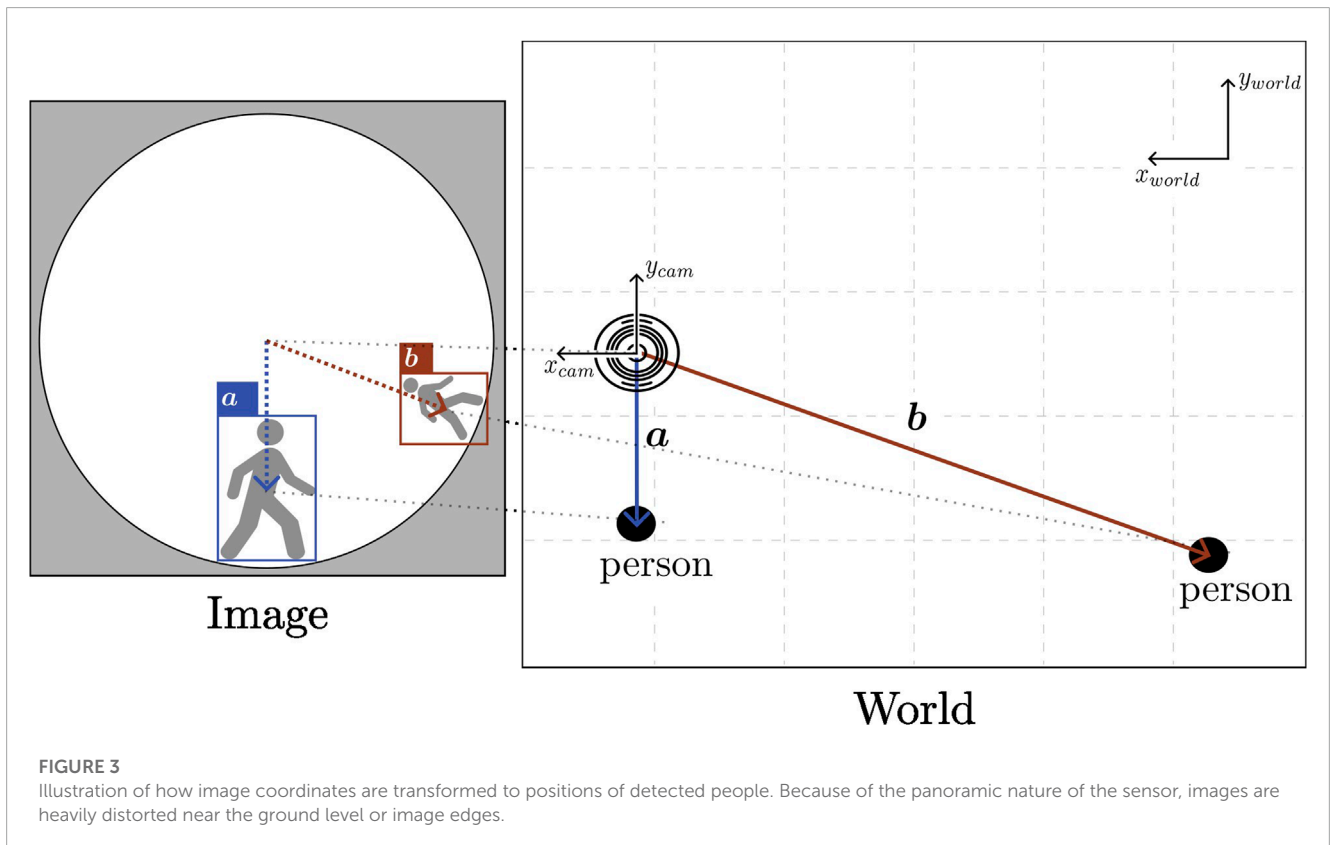 a
b
Image
y_world
x_world
y_cam
x_cam
a
b
person
person
World
FIGURE 3
Illustration of how image coordinates are transformed to positions of detected people. Because of the panoramic nature of the sensor, images are
heavily distorted near the ground level or image edges.